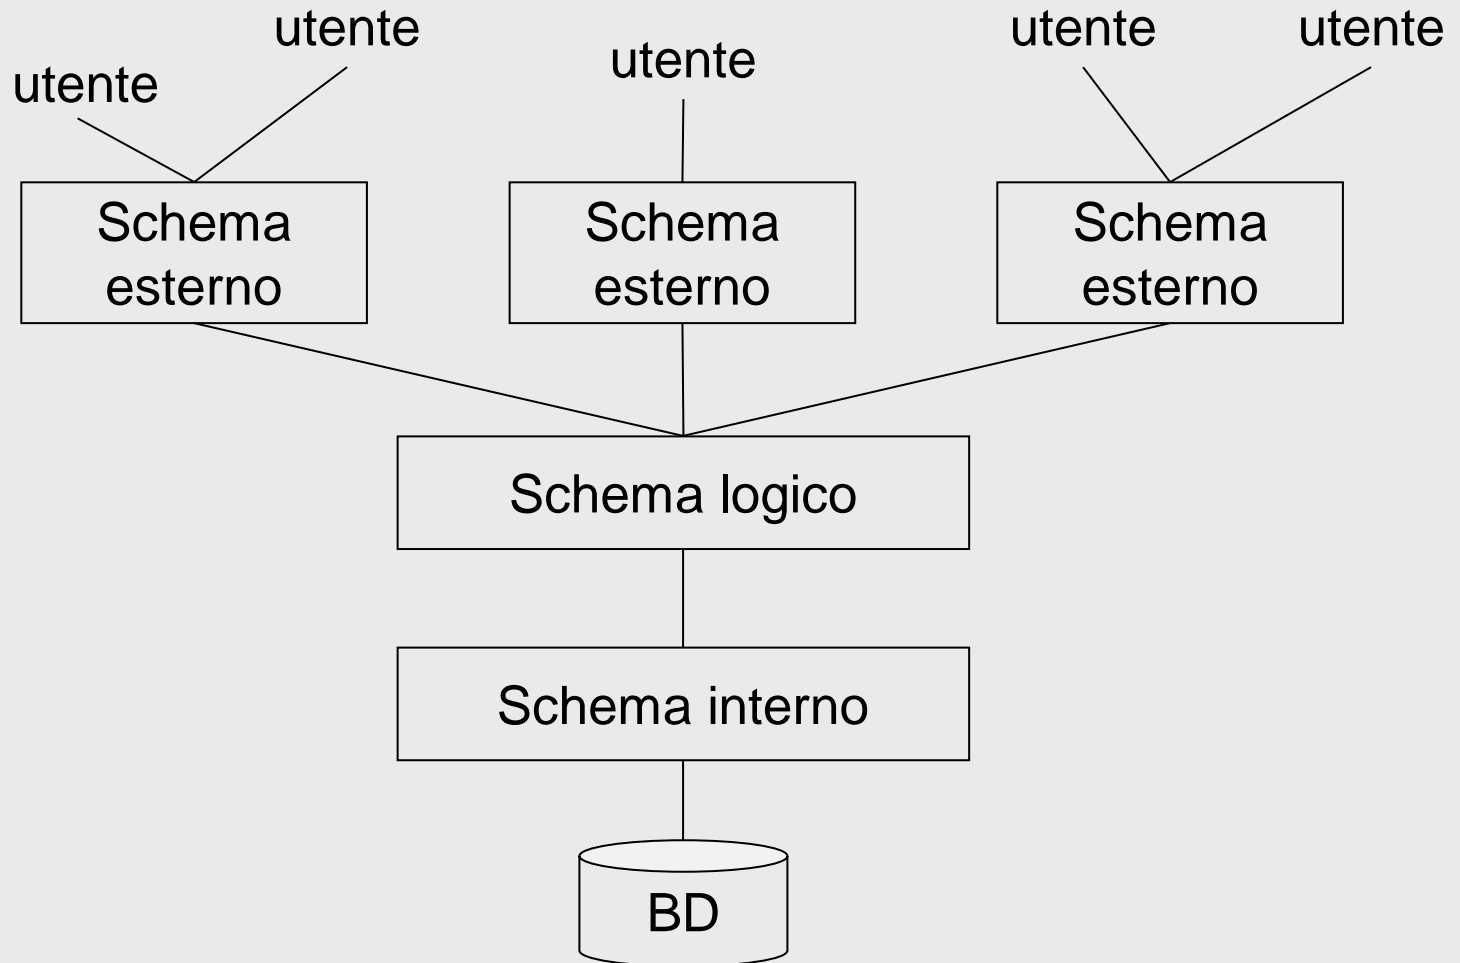 utente
utente
utente
utente
utente
Schema
esterno
Schema
esterno
Schema
esterno
Schema logico
Schema interno
BD